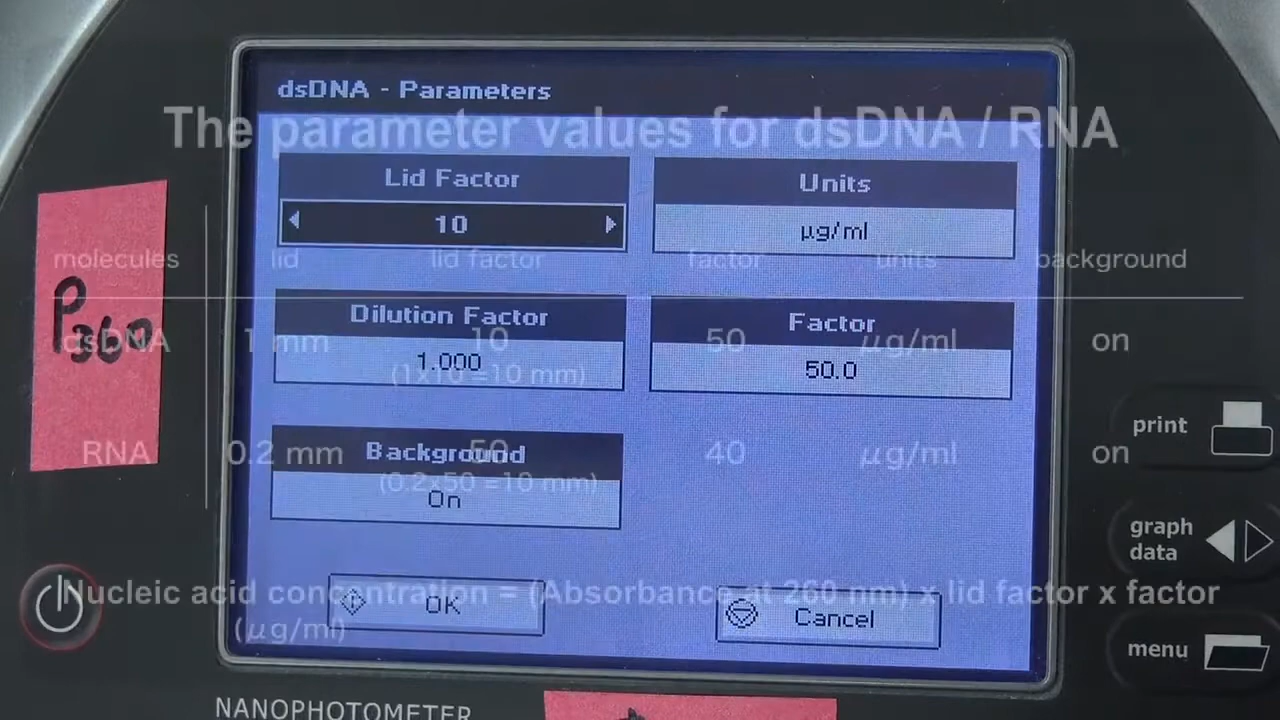 dsDNA - Parameters
The parameter values for dsDNA / RNA
Lid Factor
10
Units
µg/ml
molecules lid lid factor factor units background
Dilution Factor
1.000
Factor
50.0
dsDNA 1 mm 10 50 µg/ml on
(1x10 =10 mm)
RNA 0.2 mm 50 40 µg/ml on
(0.2x50 =10 mm)
Background
On
Nucleic acid concentration = (Absorbance at 260 nm) x lid factor x factor
(µg/ml)
OK
Cancel
P360
print
graph
data
menu
NANOPHOTOMETER